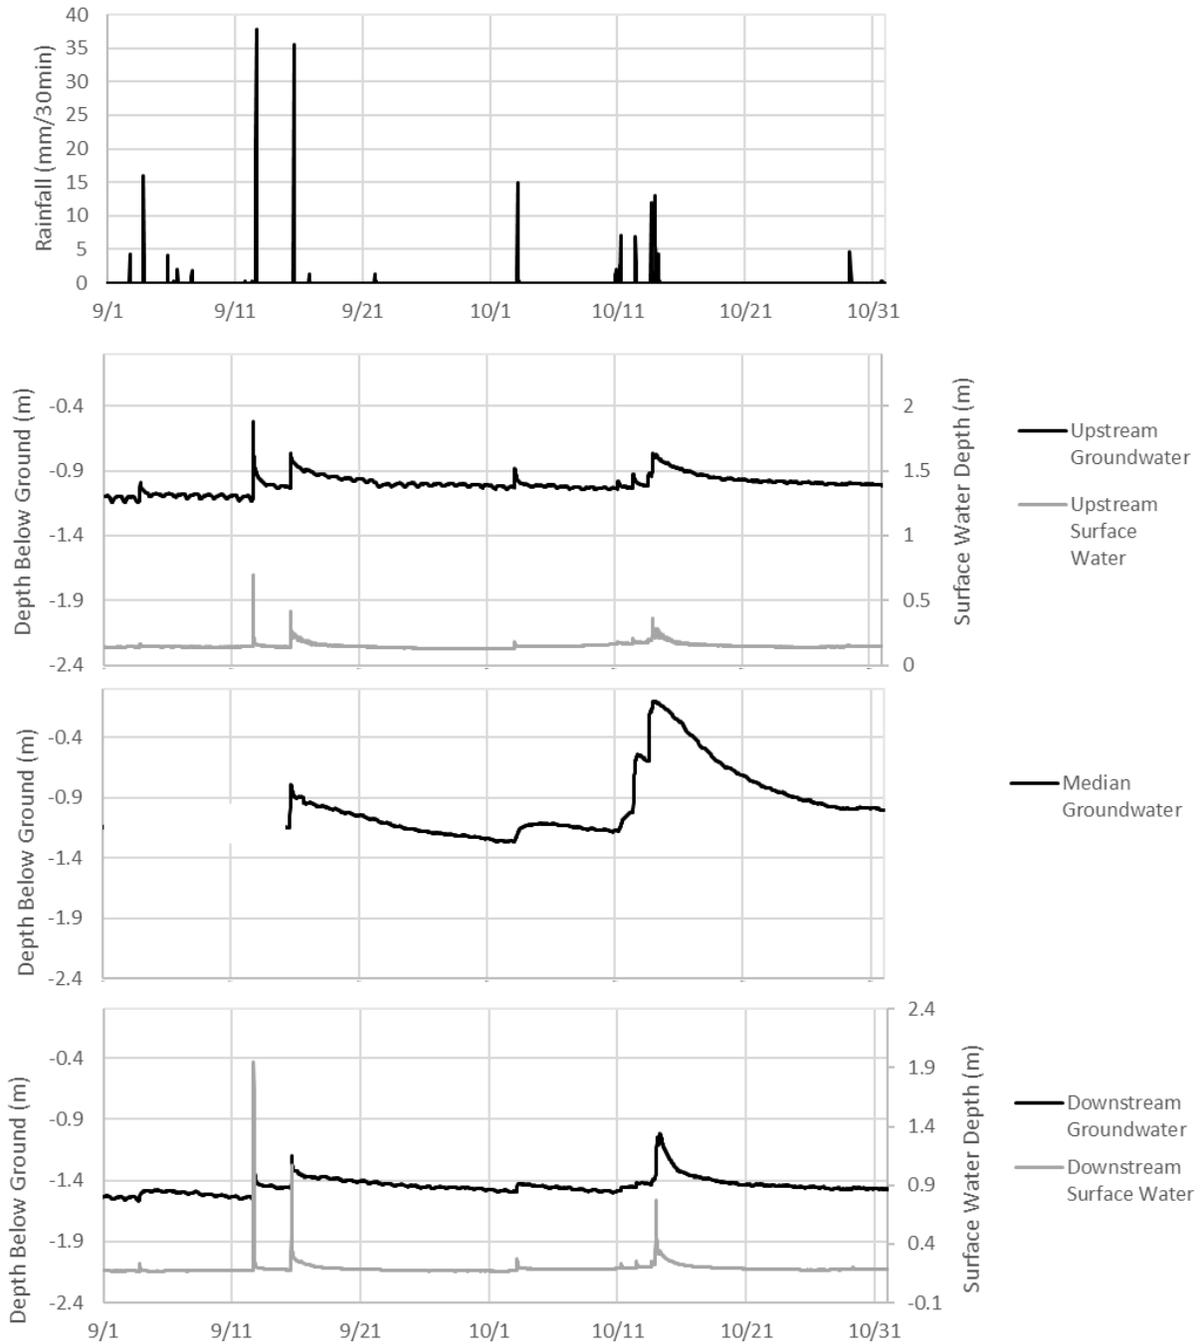 Rainfall (mm/30min)
40
35
30
25
20
15
10
5
0
9/1 9/11 9/21 10/1 10/11 10/21 10/31
Depth Below Ground (m)
-0.4
-0.9
-1.4
-1.9
-2.4
2
1.5
1
0.5
0
Surface Water Depth (m)
Upstream
Groundwater
Upstream
Surface
Water
Depth Below Ground (m)
-0.4
-0.9
-1.4
-1.9
-2.4
Median
Groundwater
Depth Below Ground (m)
-0.4
-0.9
-1.4
-1.9
-2.4
2.4
1.9
1.4
0.9
0.4
-0.1
Surface Water Depth (m)
Downstream
Groundwater
Downstream
Surface Water
9/1 9/11 9/21 10/1 10/11 10/21 10/31